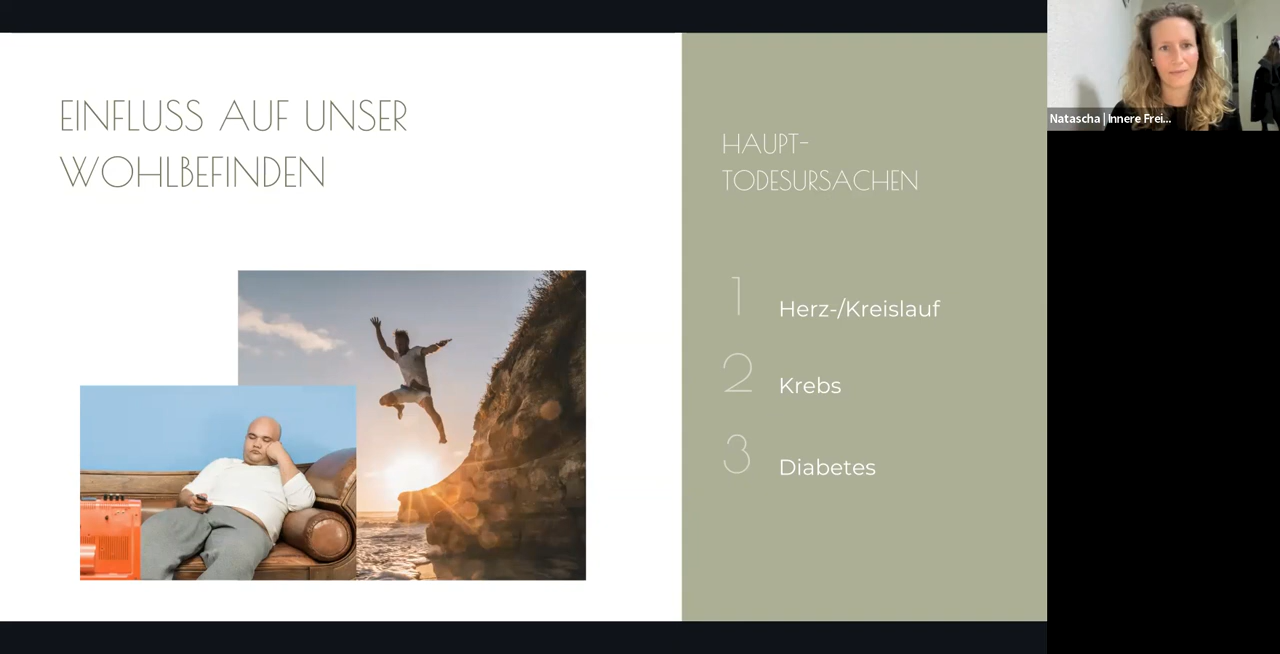 EINFLUSS AUF UNSER
WOHLBEFINDEN
HAUPT-
TODESURSACHEN
1 Herz-/Kreislauf
2 Krebs
3 Diabetes
Natascha | Innere Frei...